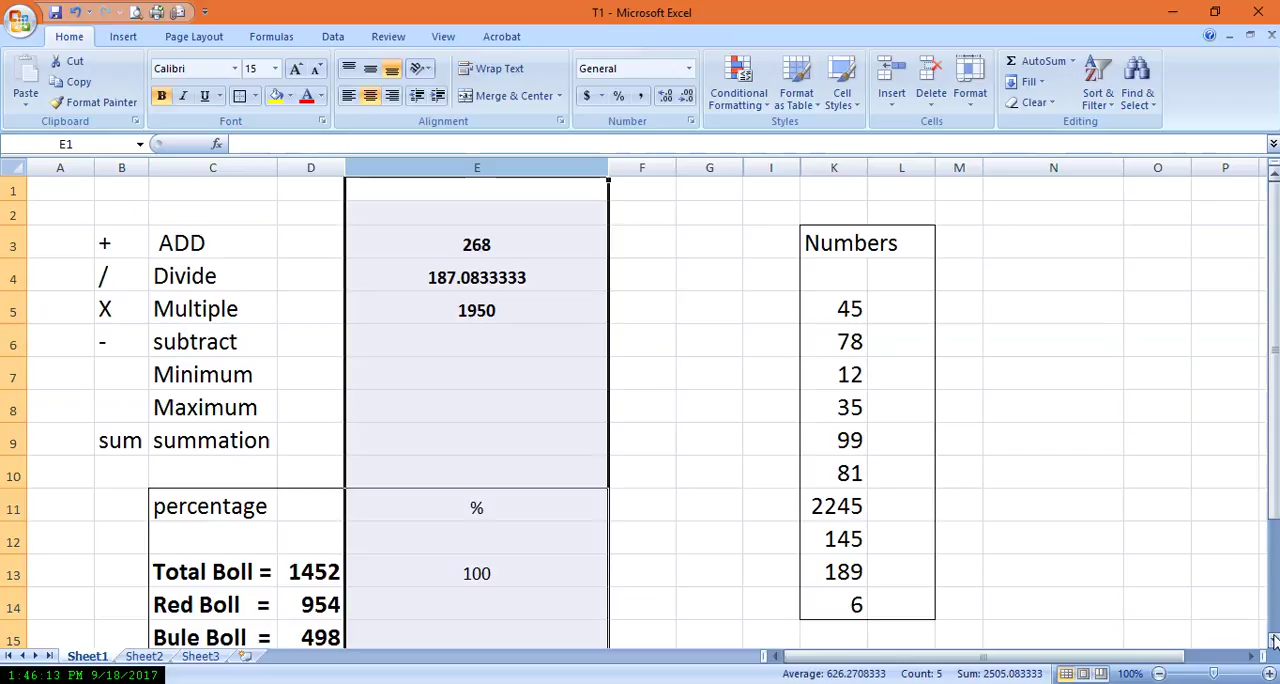 T1 - Microsoft Excel
Home Insert Page Layout Formulas Data Review View Acrobat
Paste Cut Copy Format Painter
Calibri 15 A A B I U A
Wrap Text Merge & Center
General $ % ,
Conditional Formatting Format as Table Cell Styles
Insert Delete Format
Σ AutoSum Fill Clear Sort & Filter Find & Select
Clipboard Font Alignment Number Styles Cells Editing
E1 fx
A B C D E F G H I J K L M N O P
1
2
3 + ADD 268 Numbers
4 / Divide 187.0833333
5 X Multiple 1950 45
6 - subtract 78
7 Minimum 12
8 Maximum 35
9 sum summation 99
10 81
11 percentage % 2245
12 145
13 Total Boll = 1452 100 189
14 Red Boll = 954 6
15 Bule Boll = 498
Sheet1 Sheet2 Sheet3
1:46:13 PM 9/18/2017 Average: 626.2708333 Count: 5 Sum: 2505.083333 100%